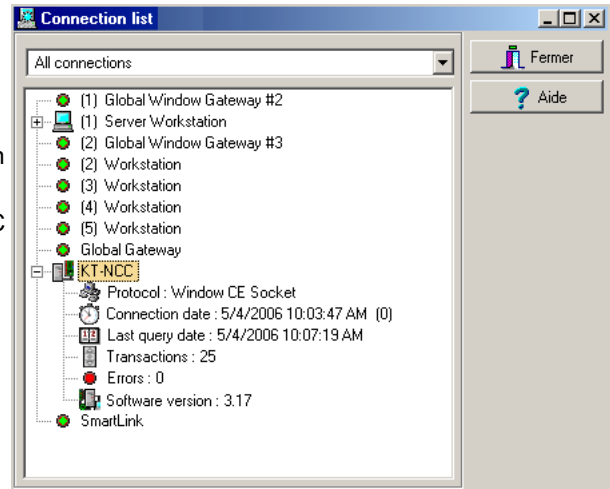 Connection list
All connections
Fermer
Aide
(1) Global Window Gateway #2
(1) Server Workstation
(2) Global Window Gateway #3
(2) Workstation
(3) Workstation
(4) Workstation
(5) Workstation
Global Gateway
KT-NCC
Protocol : Window CE Socket
Connection date : 5/4/2006 10:03:47 AM (0)
Last query date : 5/4/2006 10:07:19 AM
Transactions : 25
Errors : 0
Software version : 3.17
SmartLink